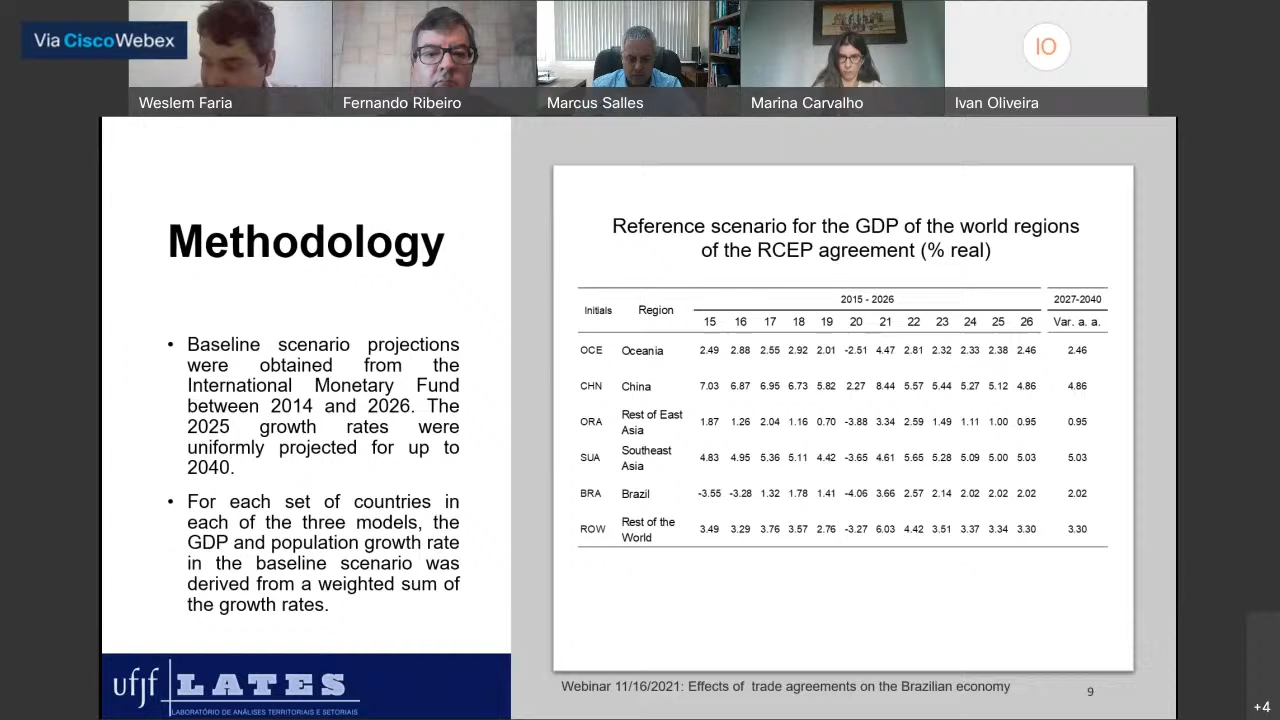 Via CiscoWebex
Weslem Faria
Fernando Ribeiro
Marcus Salles
Marina Carvalho
IO
Ivan Oliveira
Methodology
• Baseline scenario projections
were obtained from the
International Monetary Fund
between 2014 and 2026. The
2025 growth rates were
uniformly projected for up to
2040.
• For each set of countries in
each of the three models, the
GDP and population growth rate
in the baseline scenario was
derived from a weighted sum of
the growth rates.
ufjf LATES
LABORATÓRIO DE ANÁLISES TERRITORIAIS E SETORIAIS
Reference scenario for the GDP of the world regions
of the RCEP agreement (% real)
Initials Region 2015 - 2026 2027-2040
15 16 17 18 19 20 21 22 23 24 25 26 Var. a. a.
OCE Oceania 2.49 2.88 2.55 2.92 2.01 -2.51 4.47 2.81 2.32 2.33 2.38 2.46 2.46
CHN China 7.03 6.87 6.95 6.73 5.82 2.27 8.44 5.57 5.44 5.27 5.12 4.86 4.86
ORA Rest of East
Asia 1.87 1.26 2.04 1.16 0.70 -3.88 3.34 2.59 1.49 1.11 1.00 0.95 0.95
SUA Southeast
Asia 4.83 4.95 5.36 5.11 4.42 -3.65 4.61 5.65 5.28 5.09 5.00 5.03 5.03
BRA Brazil -3.55 -3.28 1.32 1.78 1.41 -4.06 3.66 2.57 2.14 2.02 2.02 2.02 2.02
ROW Rest of the
World 3.49 3.29 3.76 3.57 2.76 -3.27 6.03 4.42 3.51 3.37 3.34 3.30 3.30
Webinar 11/16/2021: Effects of trade agreements on the Brazilian economy
9
+4